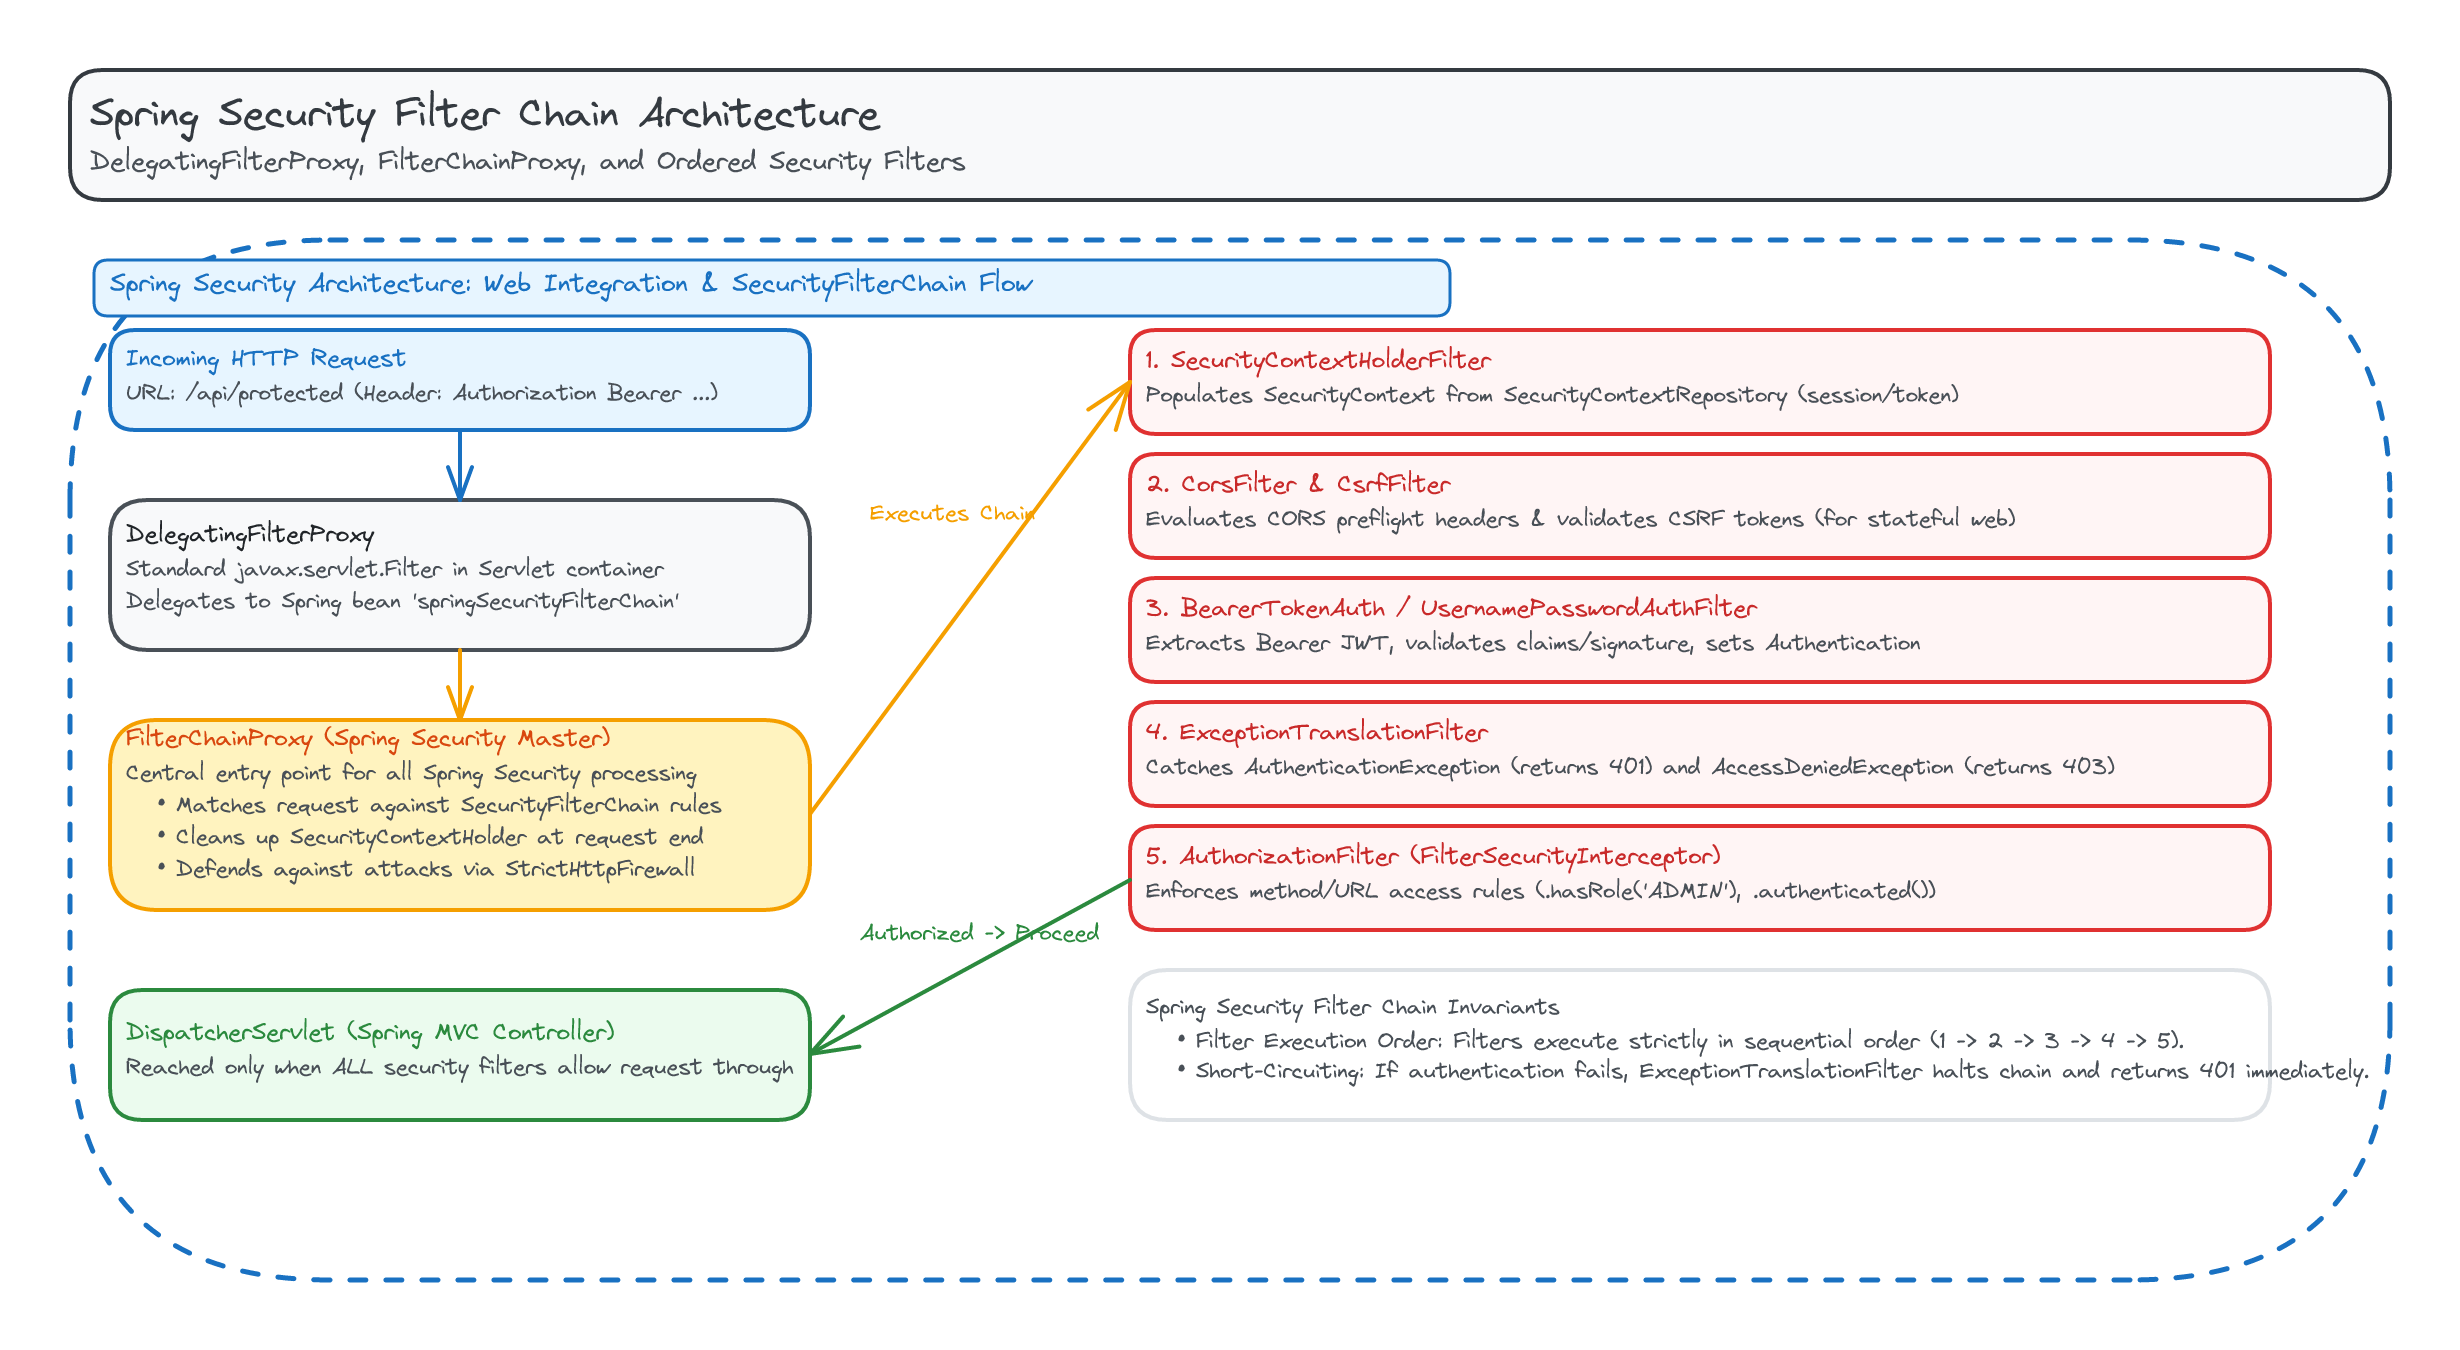 Spring Security Filter Chain Architecture
DelegatingFilterProxy, FilterChainProxy, and Ordered Security Filters
Spring Security Architecture: Web Integration & SecurityFilterChain Flow
Incoming HTTP Request
URL: /api/protected (Header: Authorization Bearer ...)
DelegatingFilterProxy
Standard javax.servlet.Filter in Servlet container
Delegates to Spring bean 'springSecurityFilterChain'
FilterChainProxy (Spring Security Master)
Central entry point for all Spring Security processing
• Matches request against SecurityFilterChain rules
• Cleans up SecurityContextHolder at request end
• Defends against attacks via StrictHttpFirewall
DispatcherServlet (Spring MVC Controller)
Reached only when ALL security filters allow request through
Executes Chain
Authorized -> Proceed
1. SecurityContextHolderFilter
Populates SecurityContext from SecurityContextRepository (session/token)
2. CorsFilter & CsrfFilter
Evaluates CORS preflight headers & validates CSRF tokens (for stateful web)
3. BearerTokenAuth / UsernamePasswordAuthFilter
Extracts Bearer JWT, validates claims/signature, sets Authentication
4. ExceptionTranslationFilter
Catches AuthenticationException (returns 401) and AccessDeniedException (returns 403)
5. AuthorizationFilter (FilterSecurityInterceptor)
Enforces method/URL access rules (.hasRole('ADMIN'), .authenticated())
Spring Security Filter Chain Invariants
• Filter Execution Order: Filters execute strictly in sequential order (1 -> 2 -> 3 -> 4 -> 5).
• Short-Circuiting: If authentication fails, ExceptionTranslationFilter halts chain and returns 401 immediately.